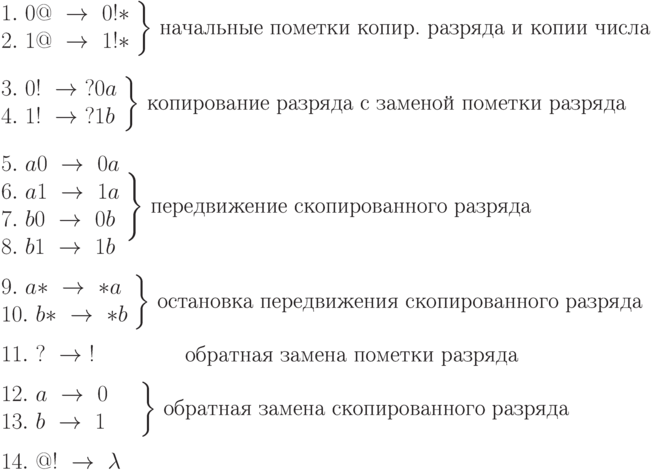 1. 0@ → 0!*
2. 1@ → 1!*
начальные пометки копир. разряда и копии числа
3. 0! → ?0a
4. 1! → ?1b
копирование разряда с заменой пометки разряда
5. a0 → 0a
6. a1 → 1a
7. b0 → 0b
8. b1 → 1b
передвижение скопированного разряда
9. a* → *a
10. b* → *b
остановка передвижения скопированного разряда
11. ? → ! обратная замена пометки разряда
12. a → 0
13. b → 1
обратная замена скопированного разряда
14. @! → λ